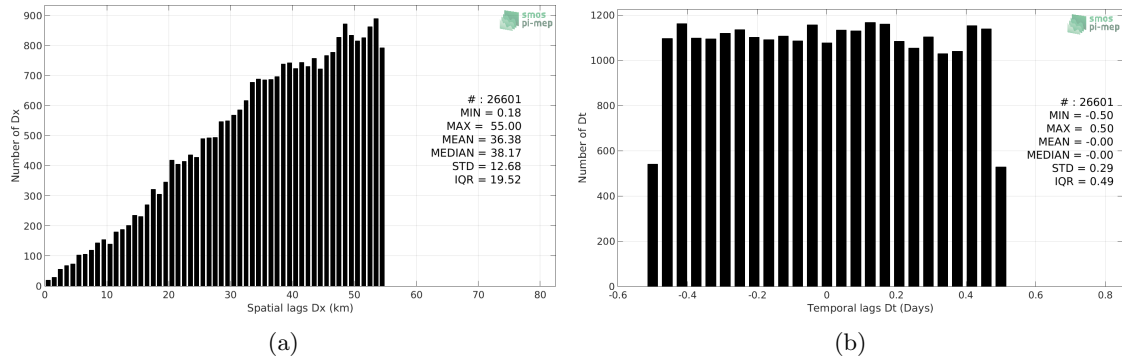 900
800
700
600
500
400
300
200
100
0
Number of Dx
0 10 20 30 40 50 60 70 80
Spatial lags Dx (km)
smos
pi-mep
# : 26601
MIN = 0.18
MAX = 55.00
MEAN = 36.38
MEDIAN = 38.17
STD = 12.68
IQR = 19.52
(a)
1200
1000
800
600
400
200
0
Number of Dt
-0.6 -0.4 -0.2 0 0.2 0.4 0.6 0.8
Temporal lags Dt (Days)
smos
pi-mep
# : 26601
MIN = -0.50
MAX = 0.50
MEAN = -0.00
MEDIAN = -0.00
STD = 0.29
IQR = 0.49
(b)